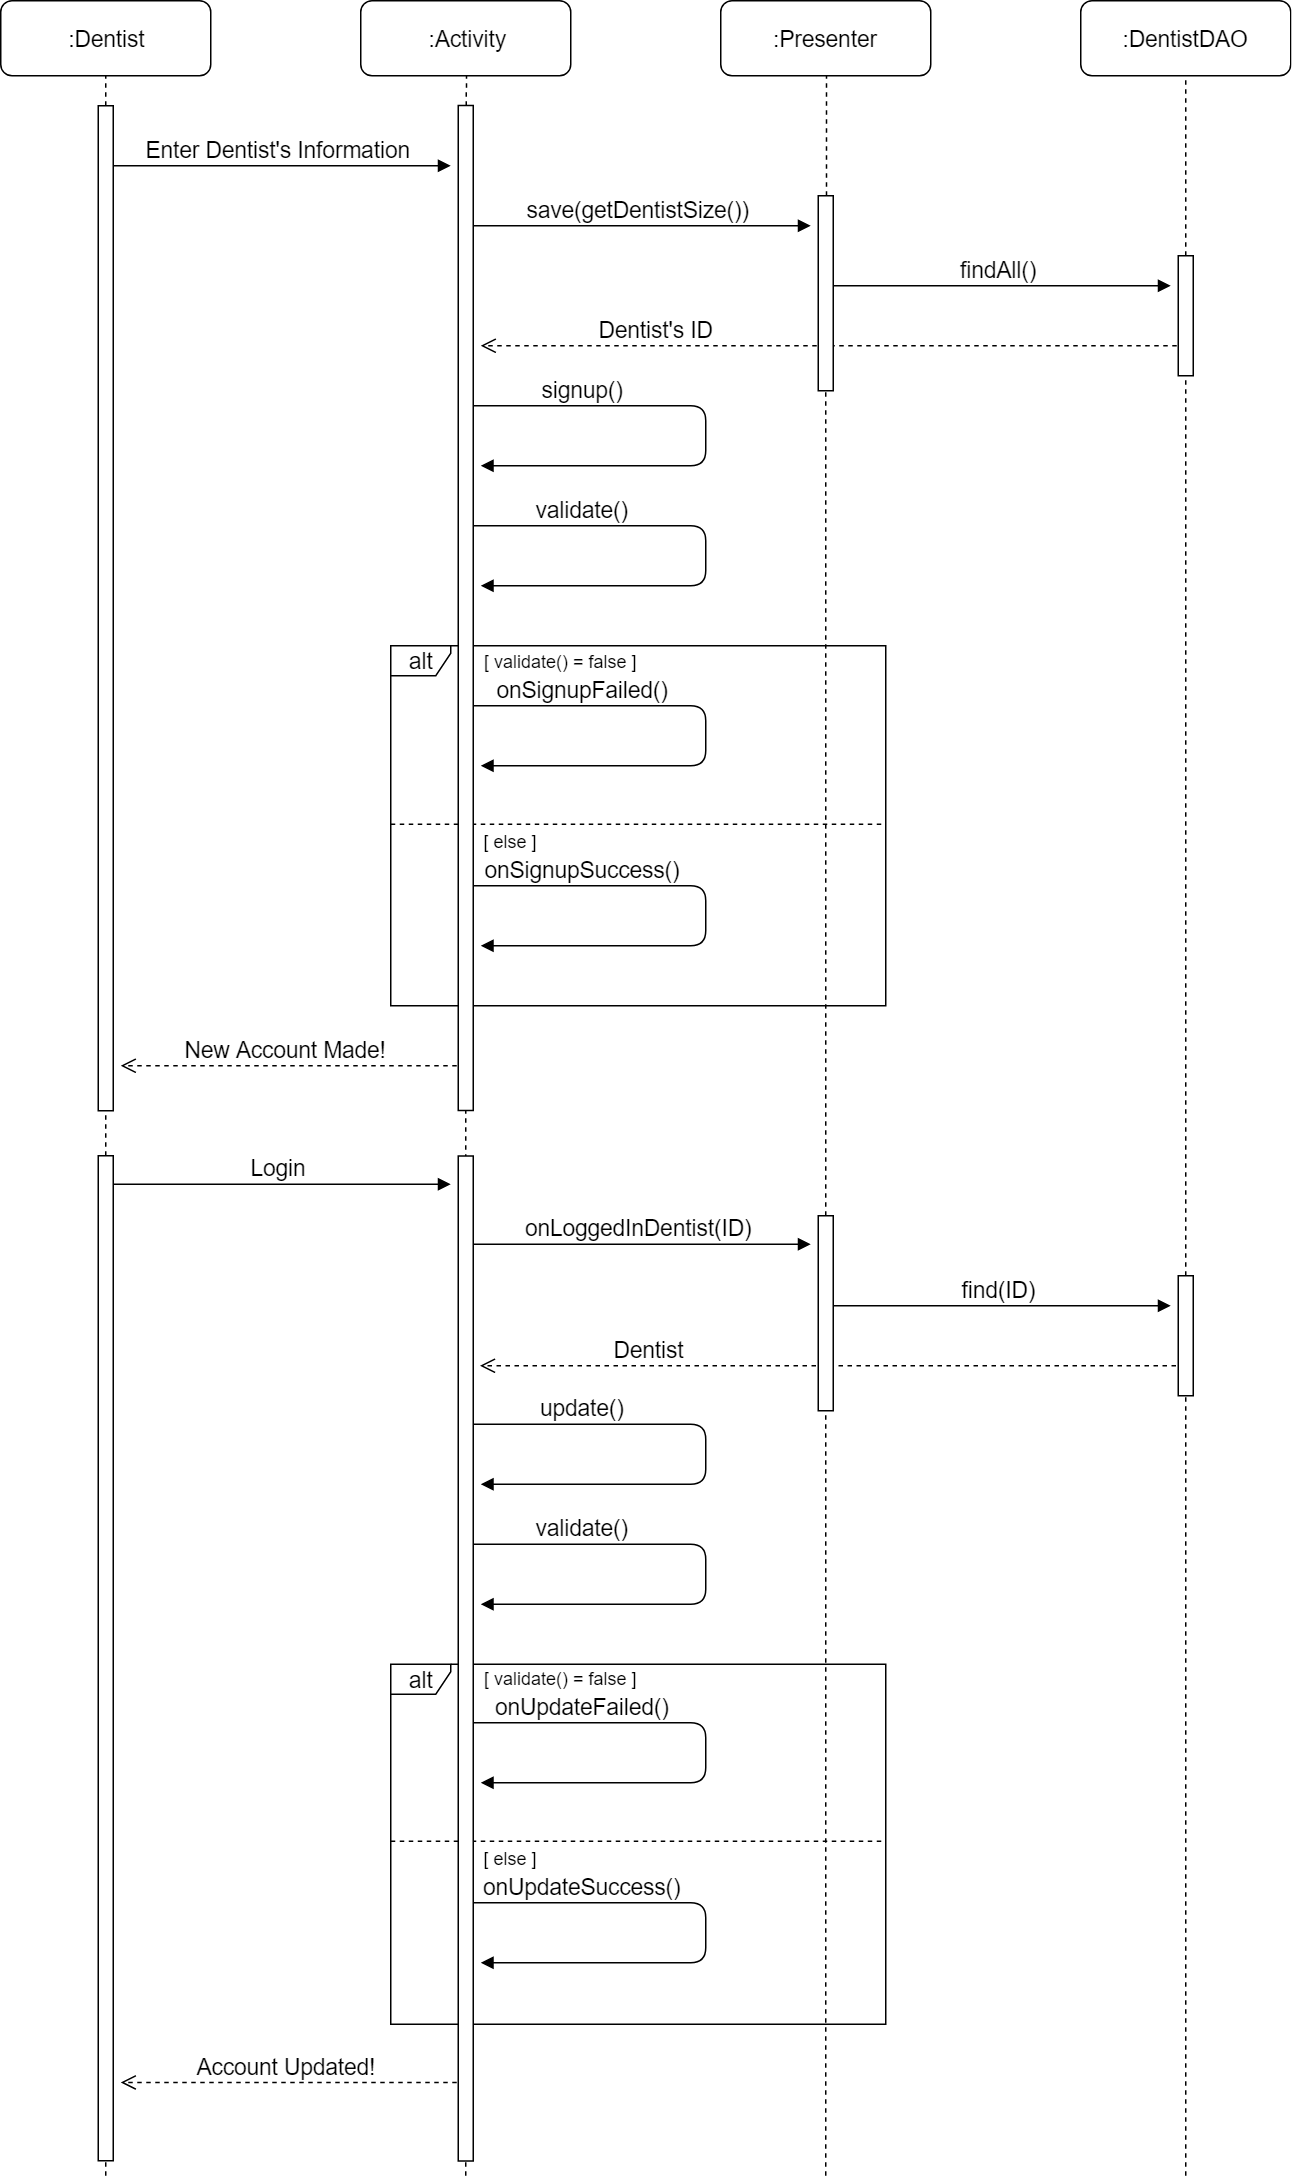 :Dentist
:Activity
:Presenter
:DentistDAO
Enter Dentist's Information
save(getDentistSize())
findAll()
Dentist's ID
signup()
validate()
alt
[ validate() = false ]
onSignupFailed()
[ else ]
onSignupSuccess()
New Account Made!
Login
onLoggedInDentist(ID)
find(ID)
Dentist
update()
validate()
alt
[ validate() = false ]
onUpdateFailed()
[ else ]
onUpdateSuccess()
Account Updated!